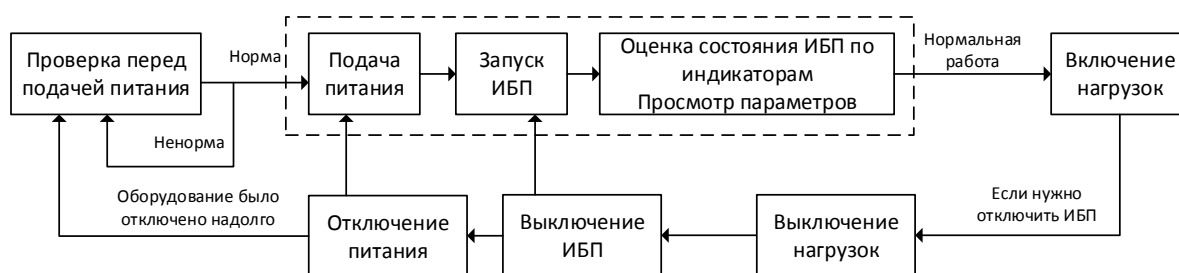 Проверка перед
подачей питания
Норма
Ненорма
Подача
питания
Запуск
ИБП
Оценка состояния ИБП по
индикаторам
Просмотр параметров
Нормальная
работа
Включение
нагрузок
Оборудование было
отключено надолго
Отключение
питания
Выключение
ИБП
Выключение
нагрузок
Если нужно
отключить ИБП